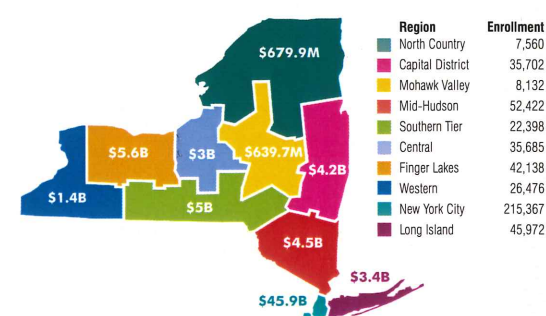 Region Enrollment
North Country 7,560
Capital District 35,702
Mohawk Valley 8,132
Mid-Hudson 52,422
Southern Tier 22,398
Central 35,685
Finger Lakes 42,138
Western 26,476
New York City 215,367
Long Island 45,972
$679.9M
$5.6B
$3B
$639.7M
$4.2B
$1.4B
$5B
$4.5B
$3.4B
$45.9B